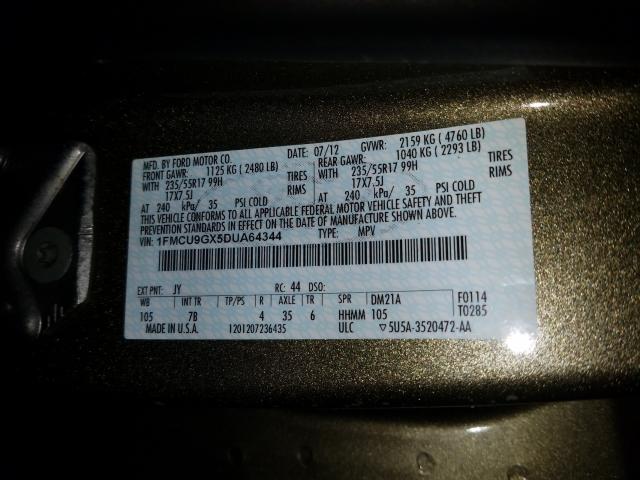 MFD. BY FORD MOTOR CO. DATE: 07/12 GVWR: 2159 KG ( 4760 LB)
FRONT GAWR: 1125 KG ( 2480 LB) REAR GAWR: 1040 KG ( 2293 LB)
WITH 235/55R17 99H TIRES WITH 235/55R17 99H TIRES
17X7.5J RIMS 17X7.5J RIMS
AT 240 kPa/ 35 PSI COLD AT 240 kPa/ 35 PSI COLD
THIS VEHICLE CONFORMS TO ALL APPLICABLE FEDERAL MOTOR VEHICLE SAFETY AND THEFT
PREVENTION STANDARDS IN EFFECT ON THE DATE OF MANUFACTURE SHOWN ABOVE.
VIN: 1FMCU9GX5DUA64344 TYPE: MPV
EXT PNT: JY RC: 44 DSO:
WB INT TR TP/PS R AXLE TR SPR DM21A F0114
105 7B 4 35 6 HHMM 105 T0285
MADE IN U.S.A. 1201207236435 ULC ▽5U5A-3520472-AA